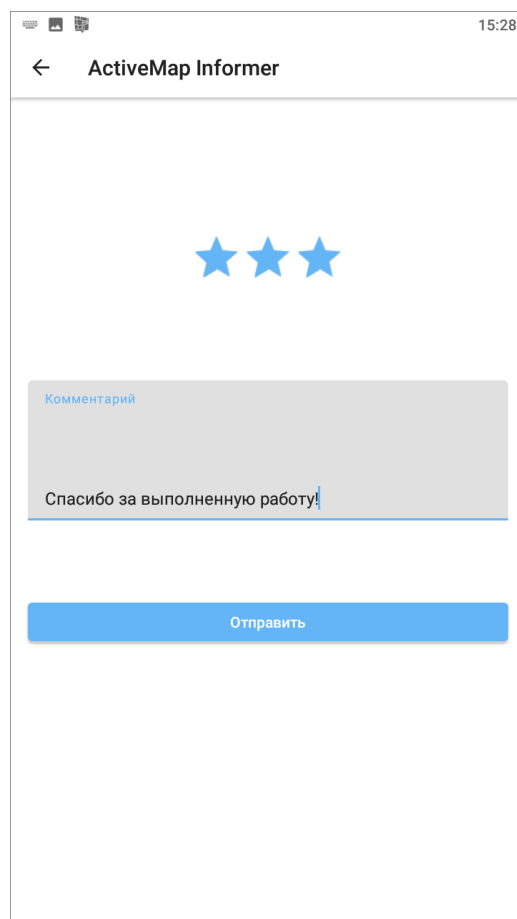 15:28
ActiveMap Informer
Комментарий
Спасибо за выполненную работу!
Отправить